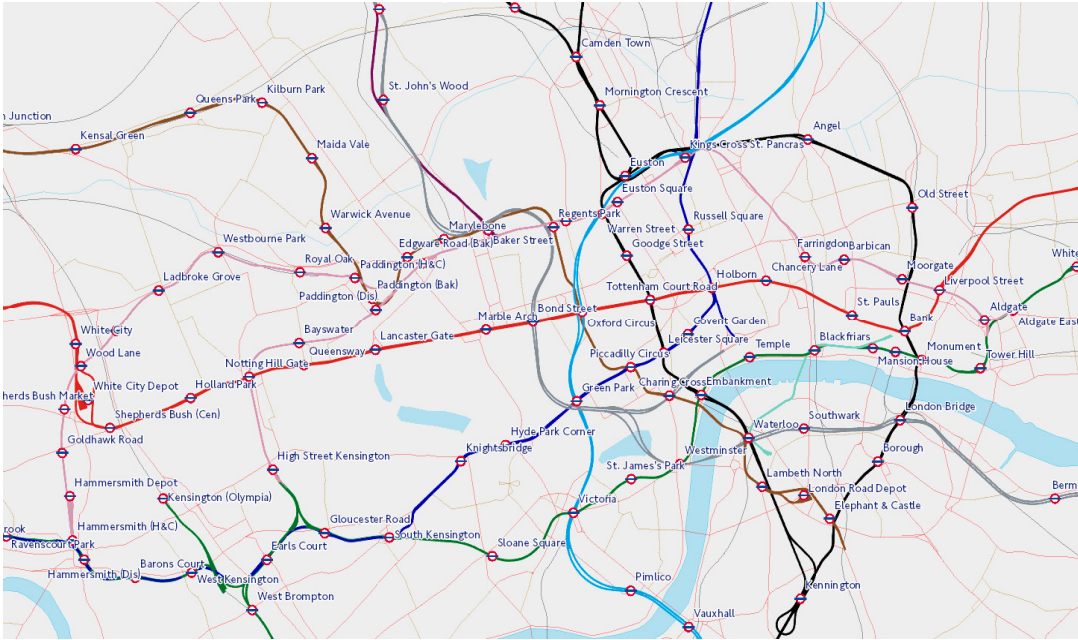 Camden Town
St. John's Wood
Mornington Crescent
Kilburn Park
Queens Park
n Junction
Angel
Kensal Green
Kings Cross St. Pancras
Maida Vale
Euston
Euston Square
Old Street
Warwick Avenue
Regents Park
Russell Square
Marylebone
Warren Street
Westbourne Park
Edgware Road (Bak)
Baker Street
Goodge Street
Farringdon
Barbican
White
Royal Oak
Paddington (H&C)
Chancery Lane
Ladbroke Grove
Holborn
Moorgate
Paddington (Bak)
Liverpool Street
Tottenham Court Road
Paddington (Dis)
St. Pauls
Aldgate
Bond Street
Bank
Aldgate East
White City
Bayswater
Marble Arch
Oxford Circus
Covent Garden
Lancaster Gate
Leicester Square
Blackfriars
Monument
Wood Lane
Queensway
Temple
Piccadilly Circus
Mansion House
Tower Hill
Notting Hill Gate
White City Depot
Holland Park
Green Park
Charing Cross
Embankment
herds Bush Market
Shepherds Bush (Cen)
Southwark
London Bridge
Waterloo
Hyde Park Corner
Goldhawk Road
Knightsbridge
Westminster
Borough
High Street Kensington
St. James's Park
Lambeth North
Hammersmith Depot
London Road Depot
Berm
Kensington (Olympia)
Victoria
Elephant & Castle
Hammersmith (H&C)
Gloucester Road
rook
South Kensington
Ravenscourt Park
Earls Court
Sloane Square
Barons Court
Hammersmith (Dis)
West Kensington
Pimlico
Kennington
West Brompton
Vauxhall